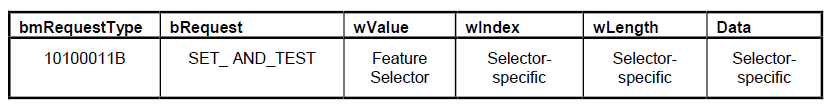 bmRequestType bRequest wValue wIndex wLength Data
10100011B SET_ AND_TEST Feature Selector- Selector- Selector-
Selector specific specific specific